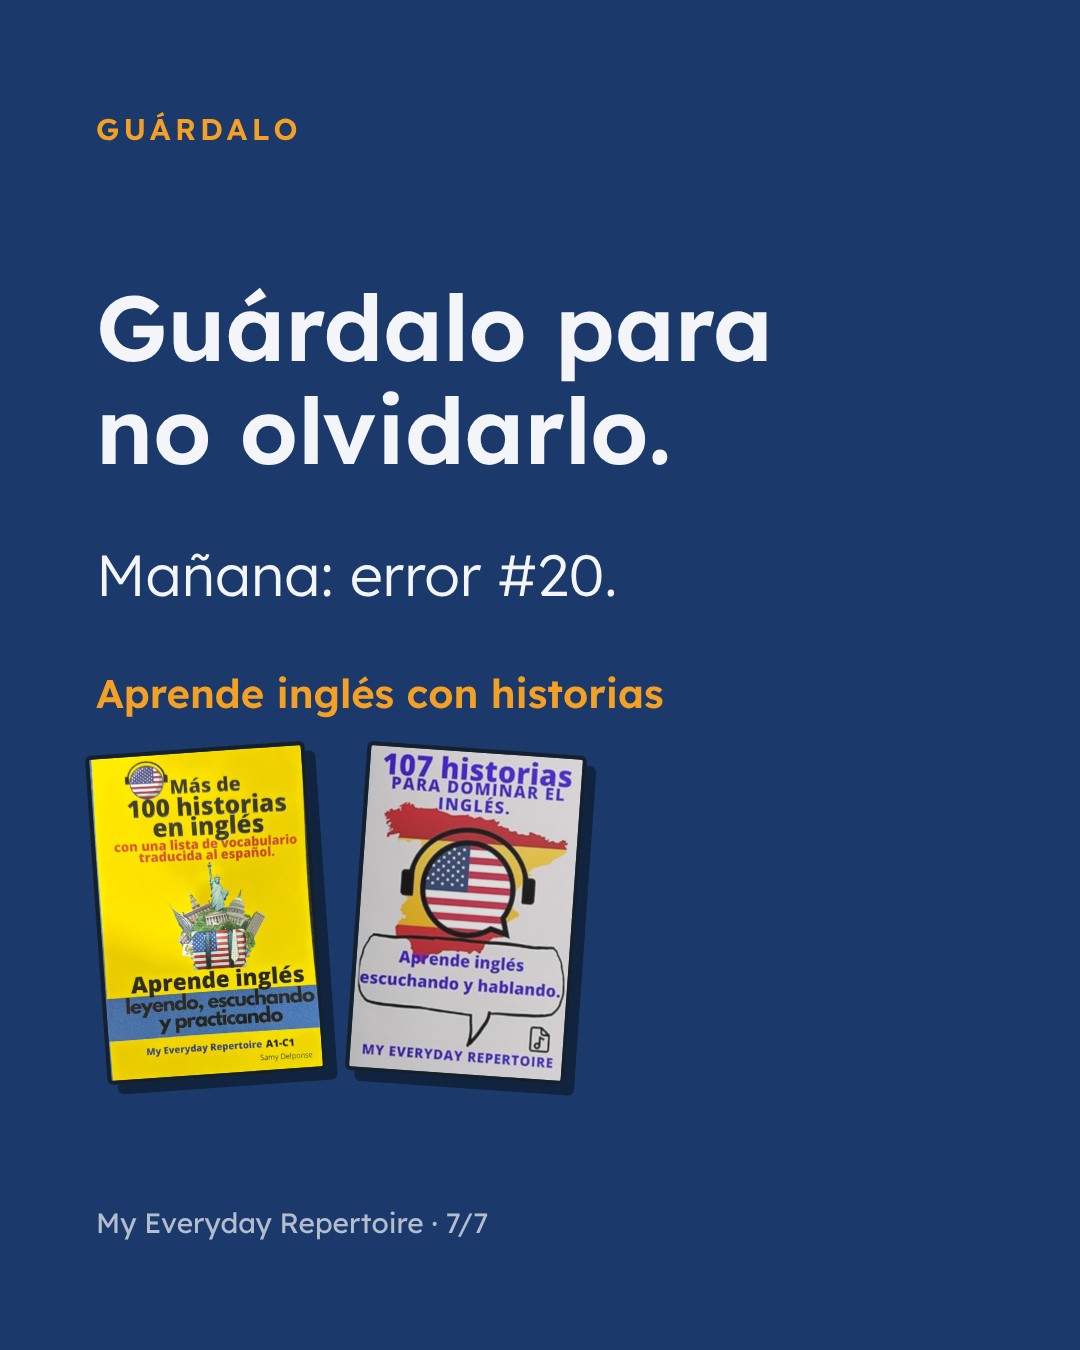 GUÁRDALO
Guárdalo para
no olvidarlo.
Mañana: error #20.
Aprende inglés con historias
Más de
100 historias
en inglés
con una lista de vocabulario
traducida al español.
Aprende inglés
leyendo, escuchando
y practicando
My Everyday Repertoire A1-C1
Samy Delponse
107 historias
PARA DOMINAR EL
INGLÉS.
Aprende inglés
escuchando y hablando.
MY EVERYDAY REPERTOIRE
My Everyday Repertoire · 7/7